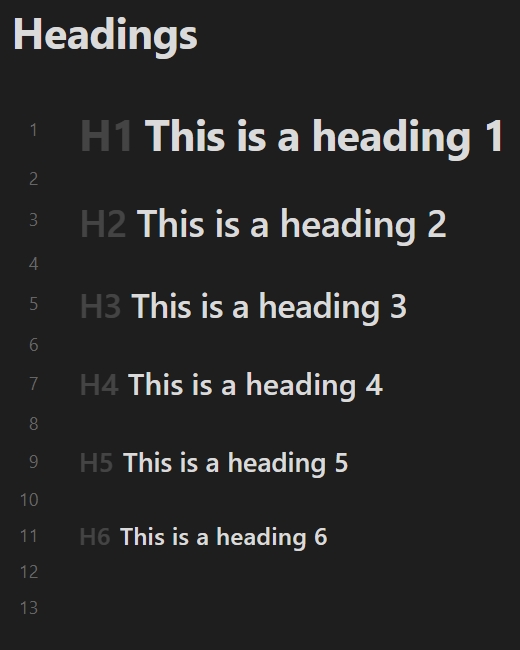 Headings
1 H1 This is a heading 1
2
3 H2 This is a heading 2
4
5 H3 This is a heading 3
6
7 H4 This is a heading 4
8
9 H5 This is a heading 5
10
11 H6 This is a heading 6
12
13